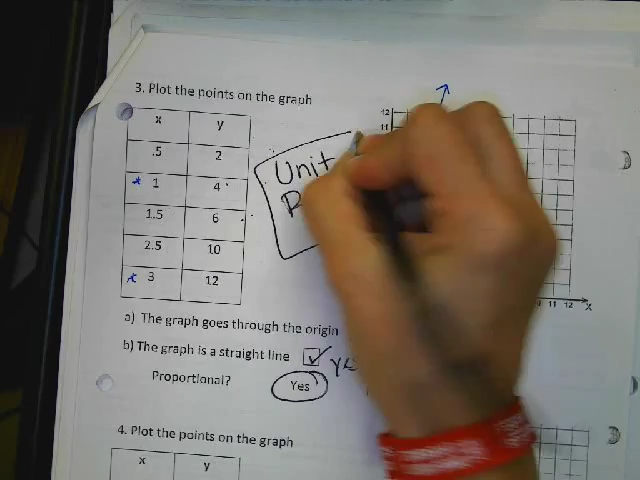 3. Plot the points on the graph
x y
.5 2
* 1 4
1.5 6
2.5 10
* 3 12
Unit
12
11
11 12 x
a) The graph goes through the origin
b) The graph is a straight line ✓
Proportional? Yes
4. Plot the points on the graph
x y